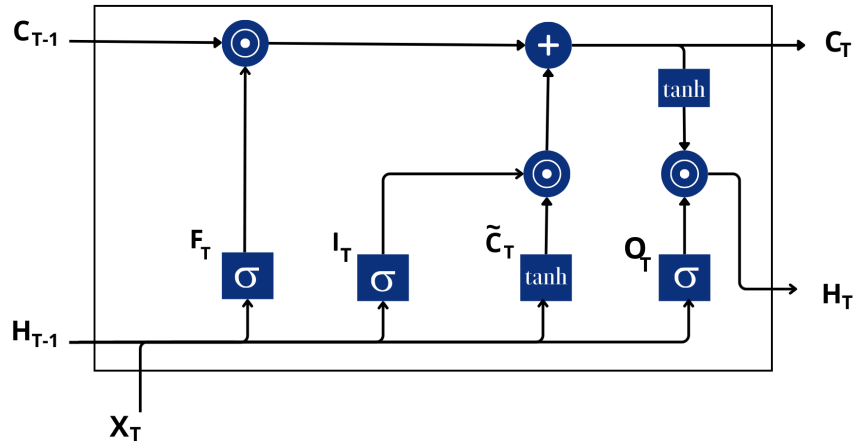 C T-1
C T
tanh
F T
I T
C̃ T
Q T
σ
σ
tanh
σ
H T-1
H T
X T